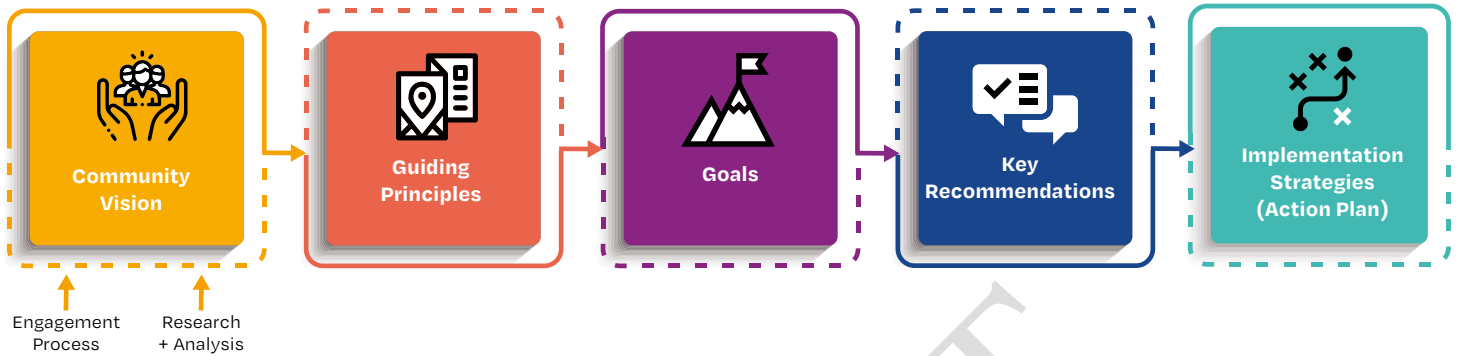 Community
Vision
Guiding
Principles
Goals
Key
Recommendations
Implementation
Strategies
(Action Plan)
Engagement
Process
Research
+ Analysis